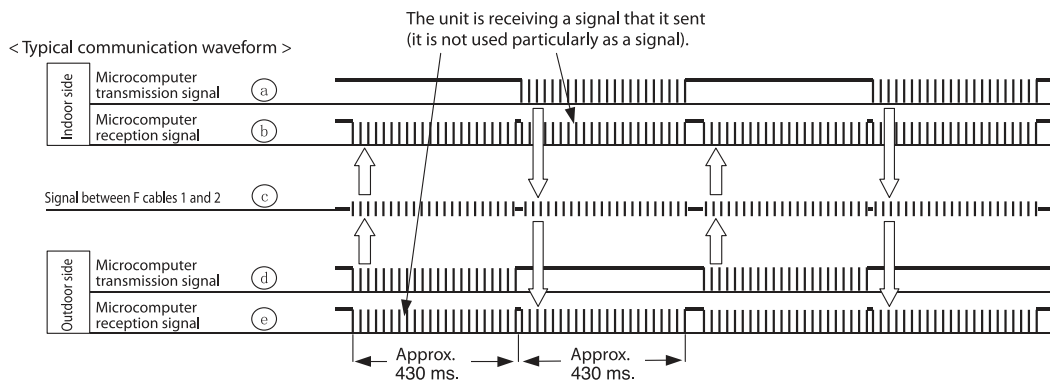 The unit is receiving a signal that it sent
(it is not used particularly as a signal).
< Typical communication waveform >
Indoor side
Microcomputer
transmission signal
a
Microcomputer
reception signal
b
Signal between F cables 1 and 2
c
Outdoor side
Microcomputer
transmission signal
d
Microcomputer
reception signal
e
Approx.
430 ms.
Approx.
430 ms.